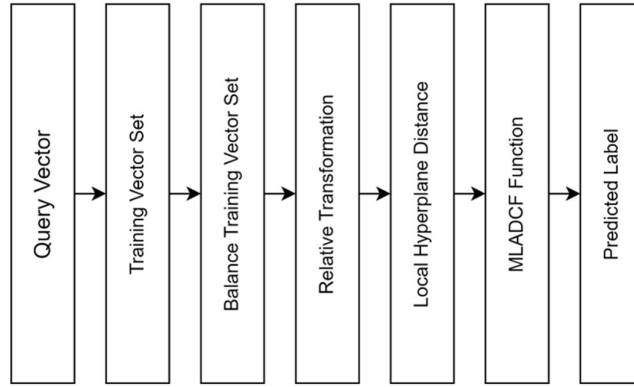 Query Vector
Training Vector Set
Balance Training Vector Set
Relative Transformation
Local Hyperplane Distance
MLADCF Function
Predicted Label